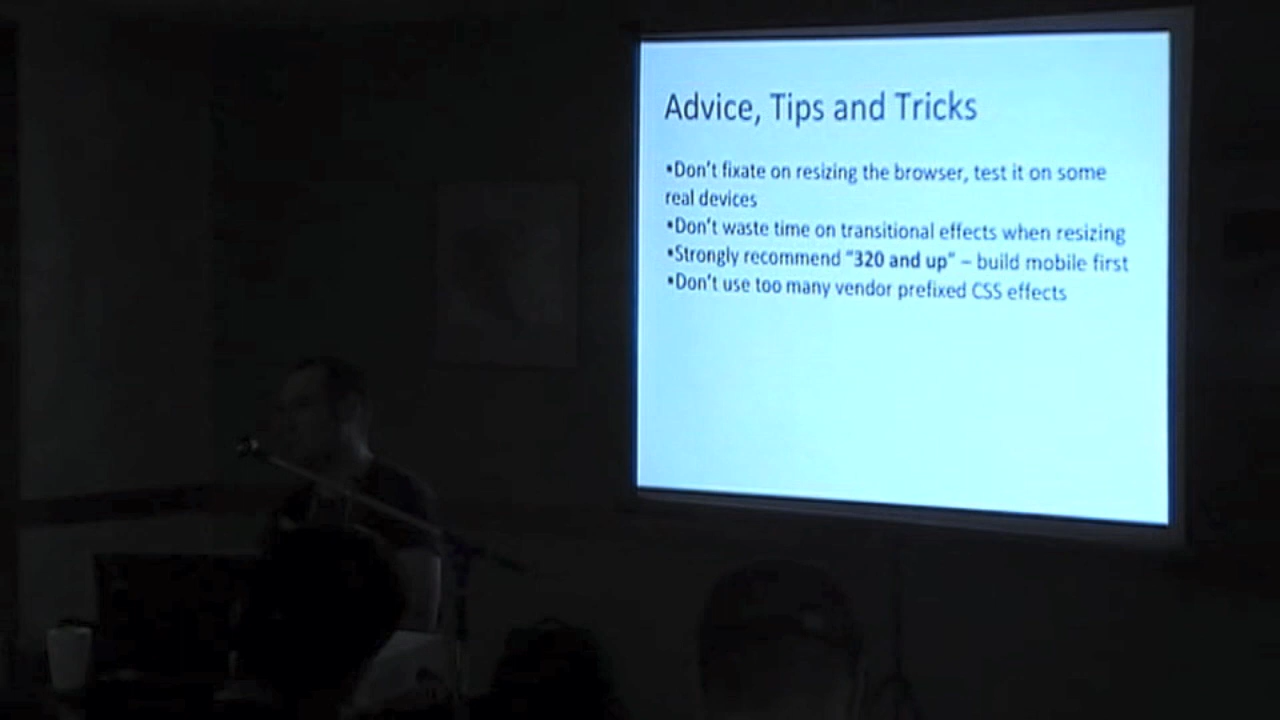 Advice, Tips and Tricks
•Don't fixate on resizing the browser, test it on some
real devices
•Don't waste time on transitional effects when resizing
•Strongly recommend “320 and up” – build mobile first
•Don't use too many vendor prefixed CSS effects